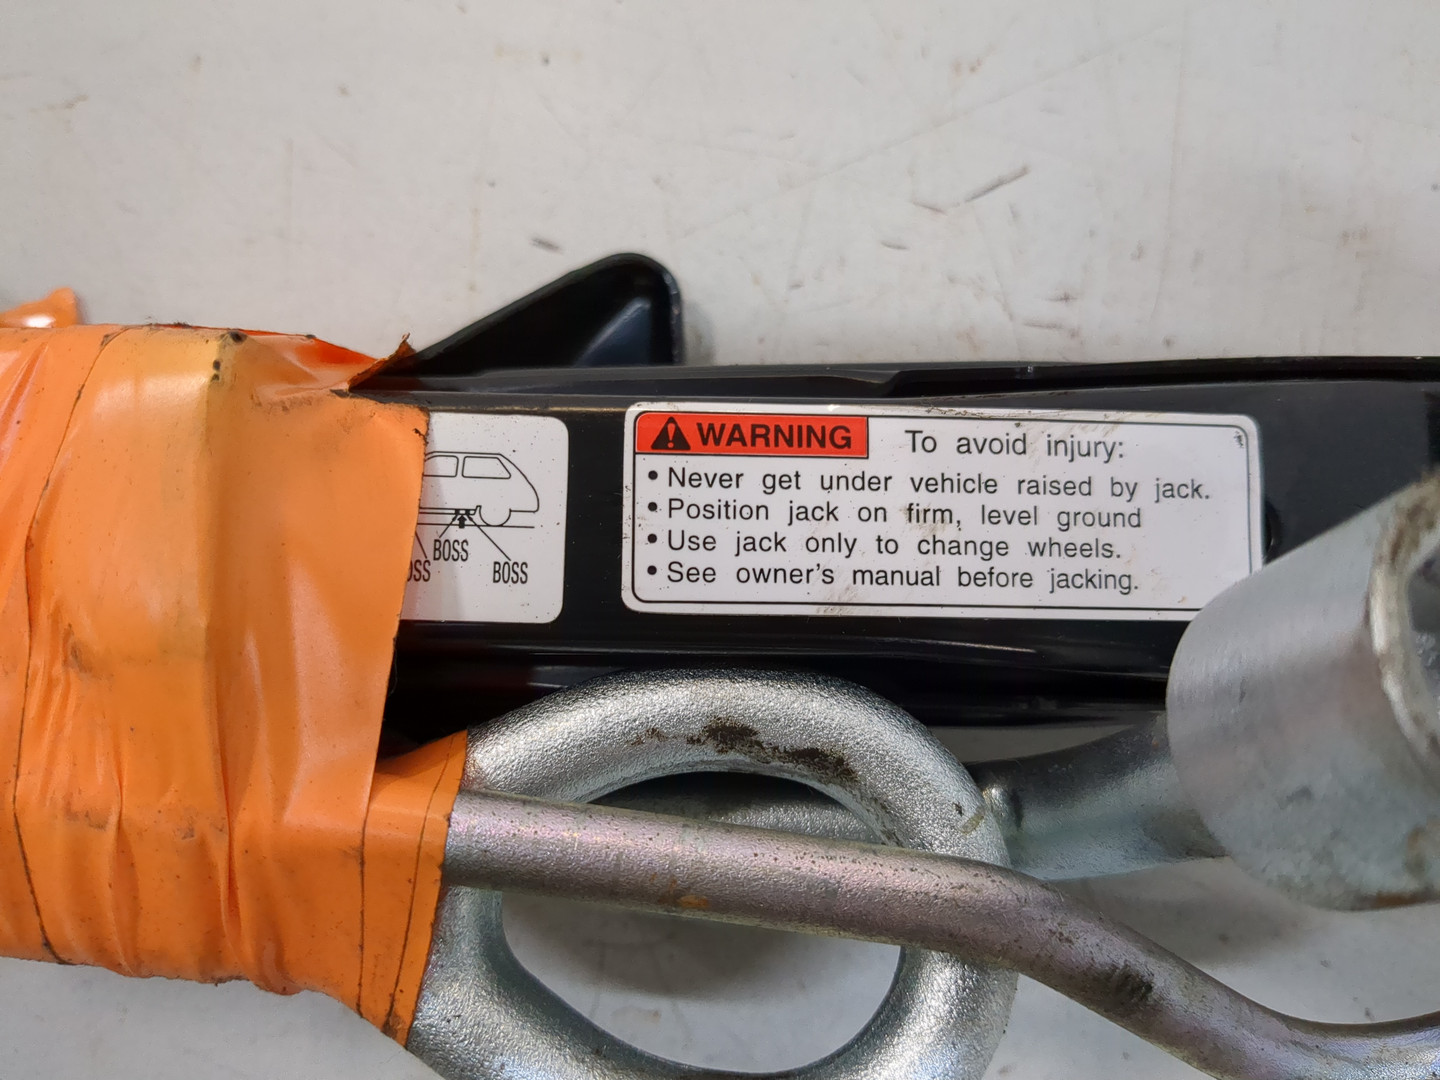 WARNING To avoid injury:
• Never get under vehicle raised by jack.
• Position jack on firm, level ground
• Use jack only to change wheels.
• See owner's manual before jacking.
BOSS
BOSS